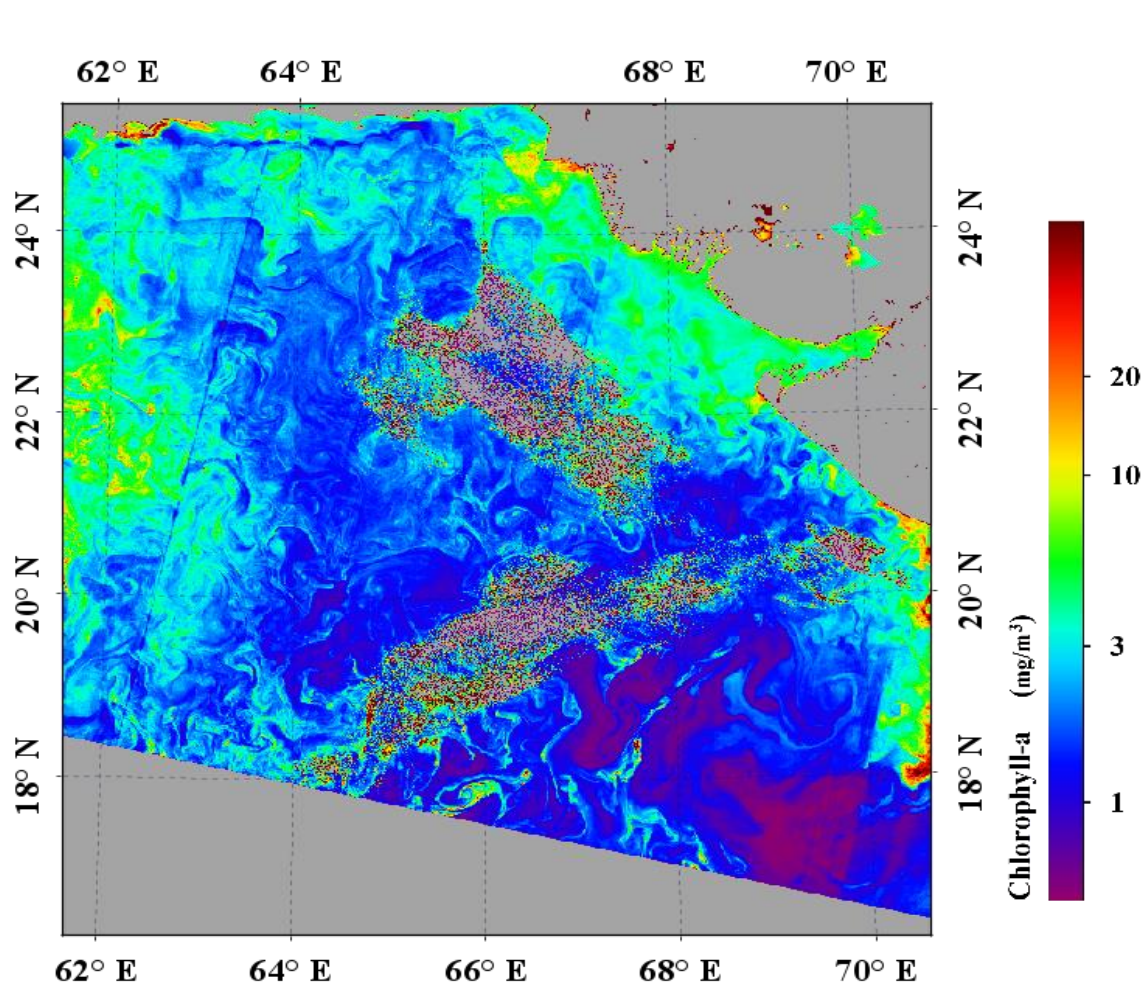 62° E 64° E 68° E 70° E
24° N
22° N
20° N
18° N
24° N
22° N
20° N
18° N
62° E 64° E 66° E 68° E 70° E
Chlorophyll-a (mg/m³)
20
10
3
1